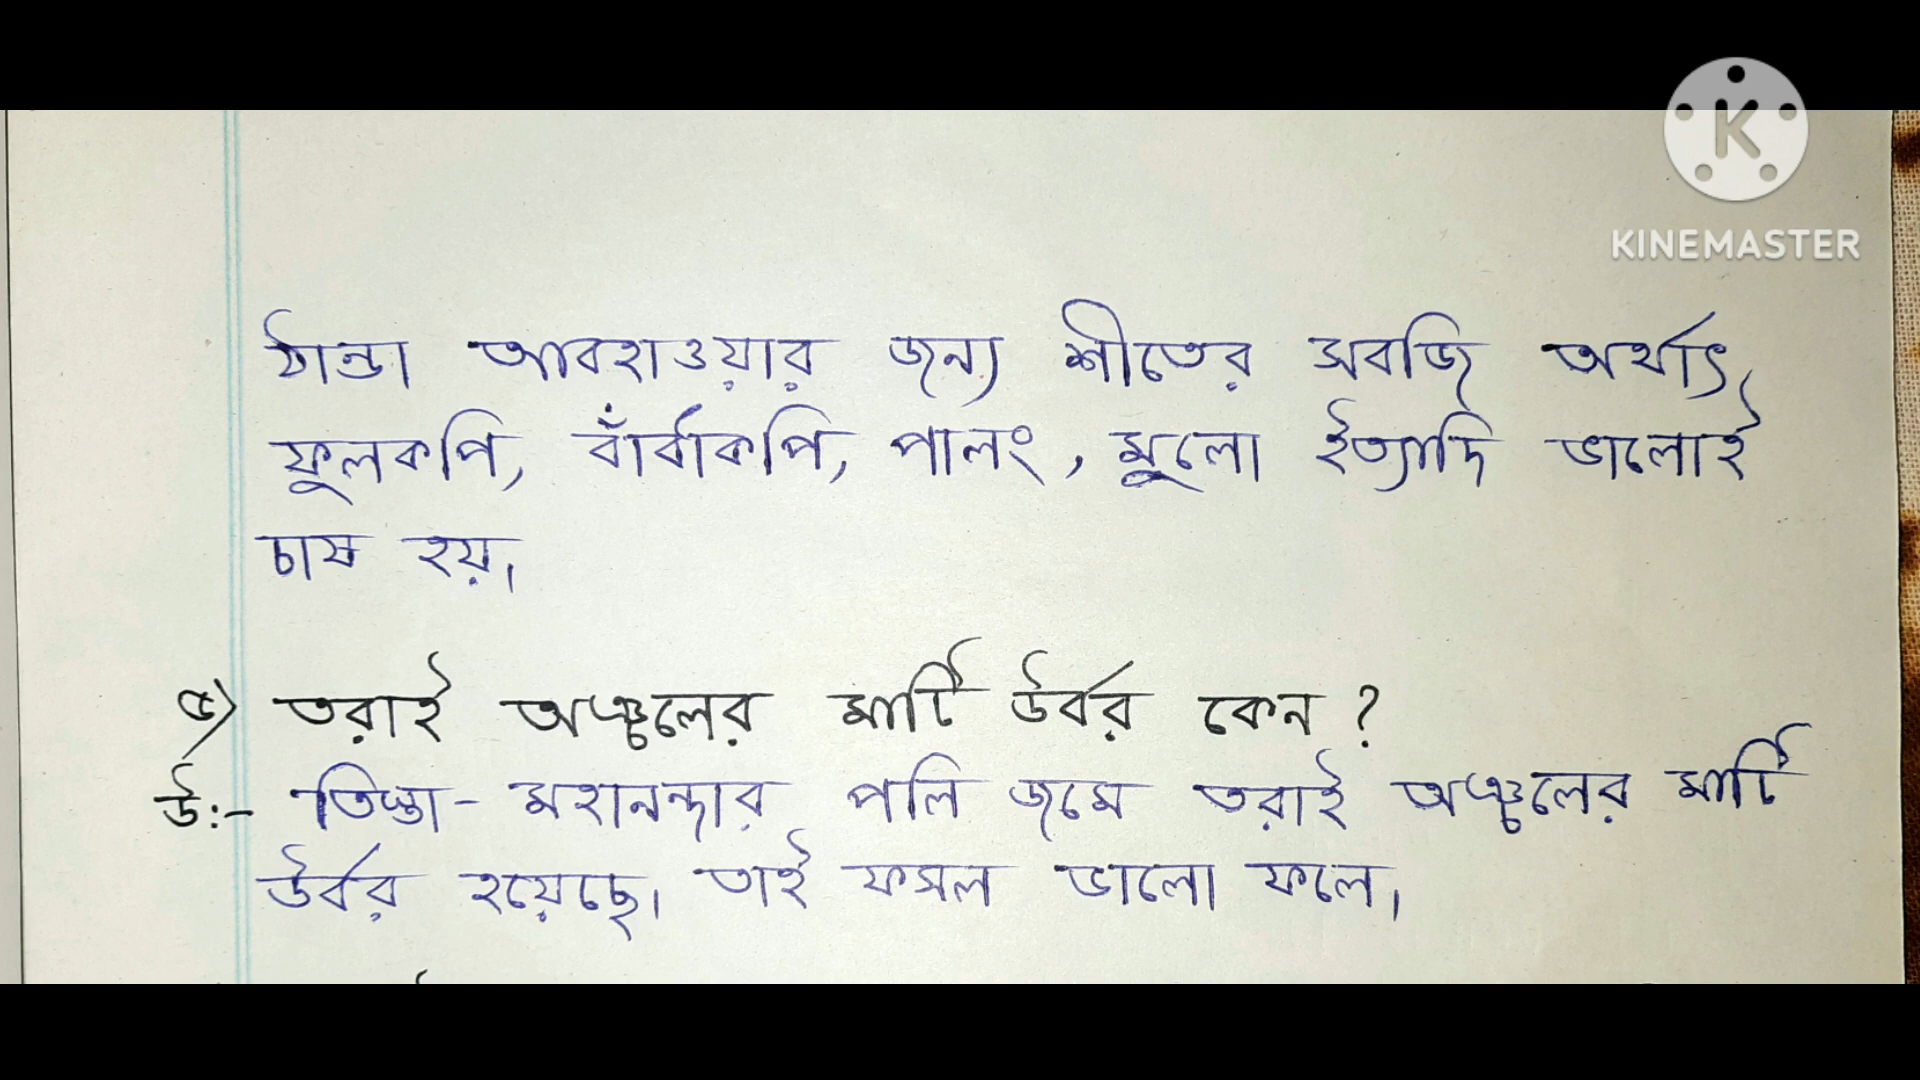 KINEMASTER
ঠান্ডা আবহাওয়ার জন্য শীতের সবজি অর্থাৎ,
ফুলকপি, বাঁর্ধাকপি, পালং, মুলো ইত্যাদি ভালোই
চাষ হয়।
৫) তরাই অঞ্চলের মাটি উর্বর কেন ?
উ:- তিস্তা - মহানন্দার পলি জমে তরাই অঞ্চলের মাটি
উর্বর হয়েছে। তাই ফসল ভালো ফলে।